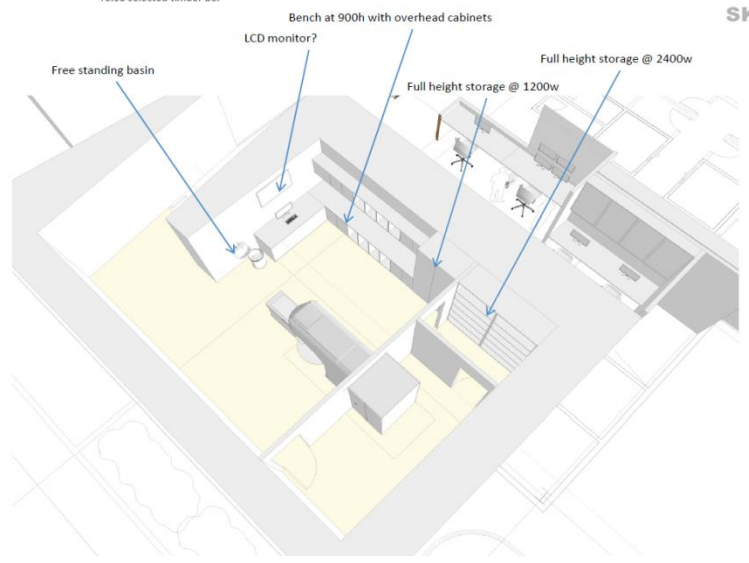 SK
Bench at 900h with overhead cabinets
LCD monitor?
Full height storage @ 2400w
Free standing basin
Full height storage @ 1200w